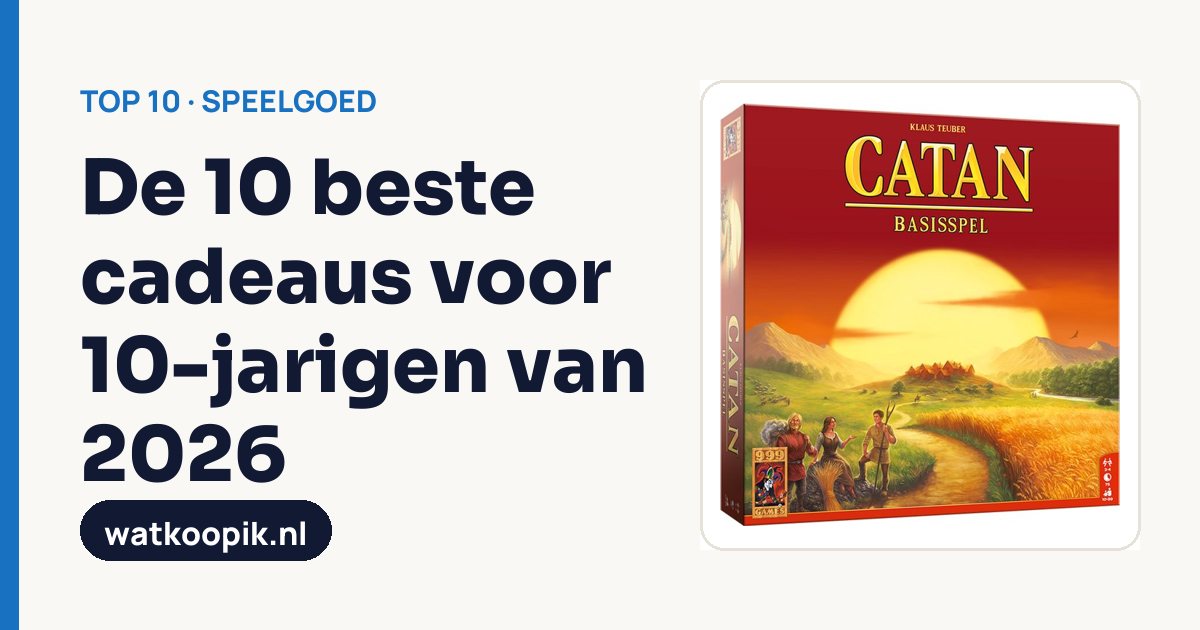 TOP 10 · SPEELGOED
De 10 beste
cadeaus voor
10-jarigen van
2026
watkoopik.nl
KLAUS TEUBER
CATAN
BASISSPEL
CATAN
BASISSPEL
999
GAMES